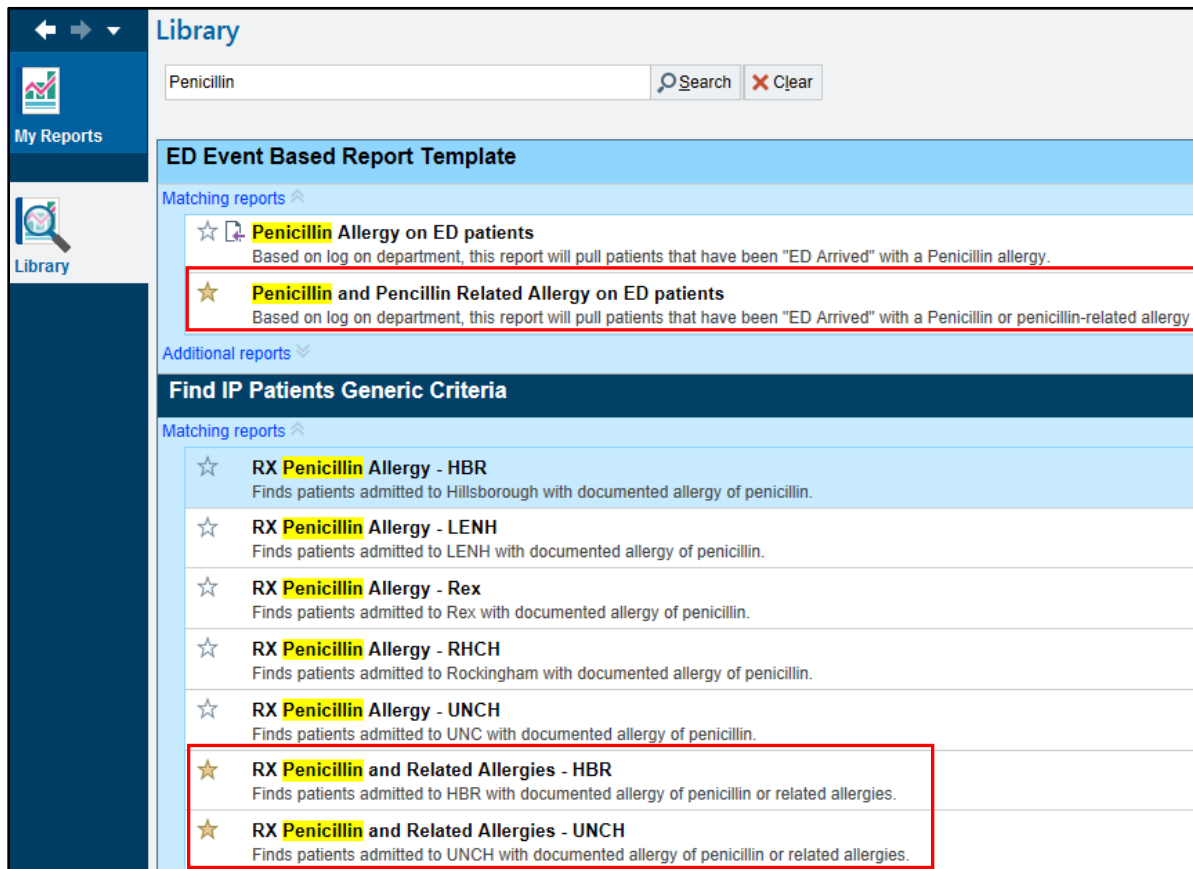 Library
Penicillin
Search
Clear
My Reports
Library
ED Event Based Report Template
Matching reports
Penicillin Allergy on ED patients
Based on log on department, this report will pull patients that have been "ED Arrived" with a Penicillin allergy.
Penicillin and Pencillin Related Allergy on ED patients
Based on log on department, this report will pull patients that have been "ED Arrived" with a Penicillin or penicillin-related allergy
Additional reports
Find IP Patients Generic Criteria
Matching reports
RX Penicillin Allergy - HBR
Finds patients admitted to Hillsborough with documented allergy of penicillin.
RX Penicillin Allergy - LENH
Finds patients admitted to LENH with documented allergy of penicillin.
RX Penicillin Allergy - Rex
Finds patients admitted to Rex with documented allergy of penicillin.
RX Penicillin Allergy - RHCH
Finds patients admitted to Rockingham with documented allergy of penicillin.
RX Penicillin Allergy - UNCH
Finds patients admitted to UNC with documented allergy of penicillin.
RX Penicillin and Related Allergies - HBR
Finds patients admitted to HBR with documented allergy of penicillin or related allergies.
RX Penicillin and Related Allergies - UNCH
Finds patients admitted to UNCH with documented allergy of penicillin or related allergies.